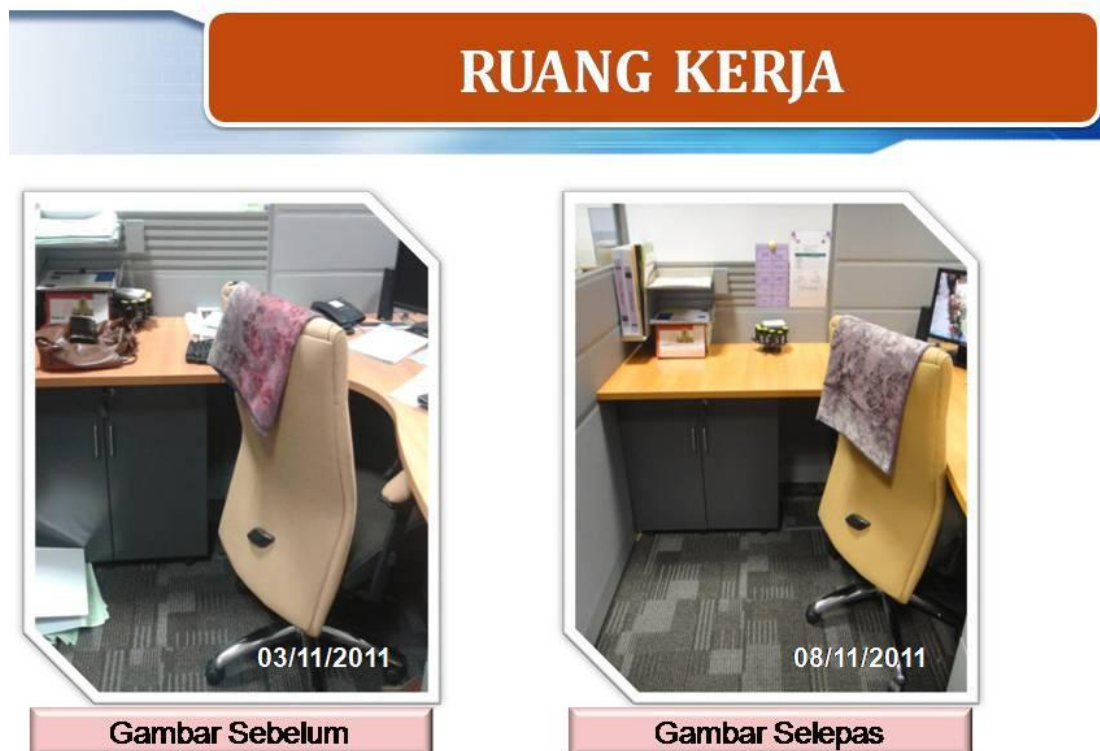 RUANG KERJA
03/11/2011
08/11/2011
Gambar Sebelum
Gambar Selepas